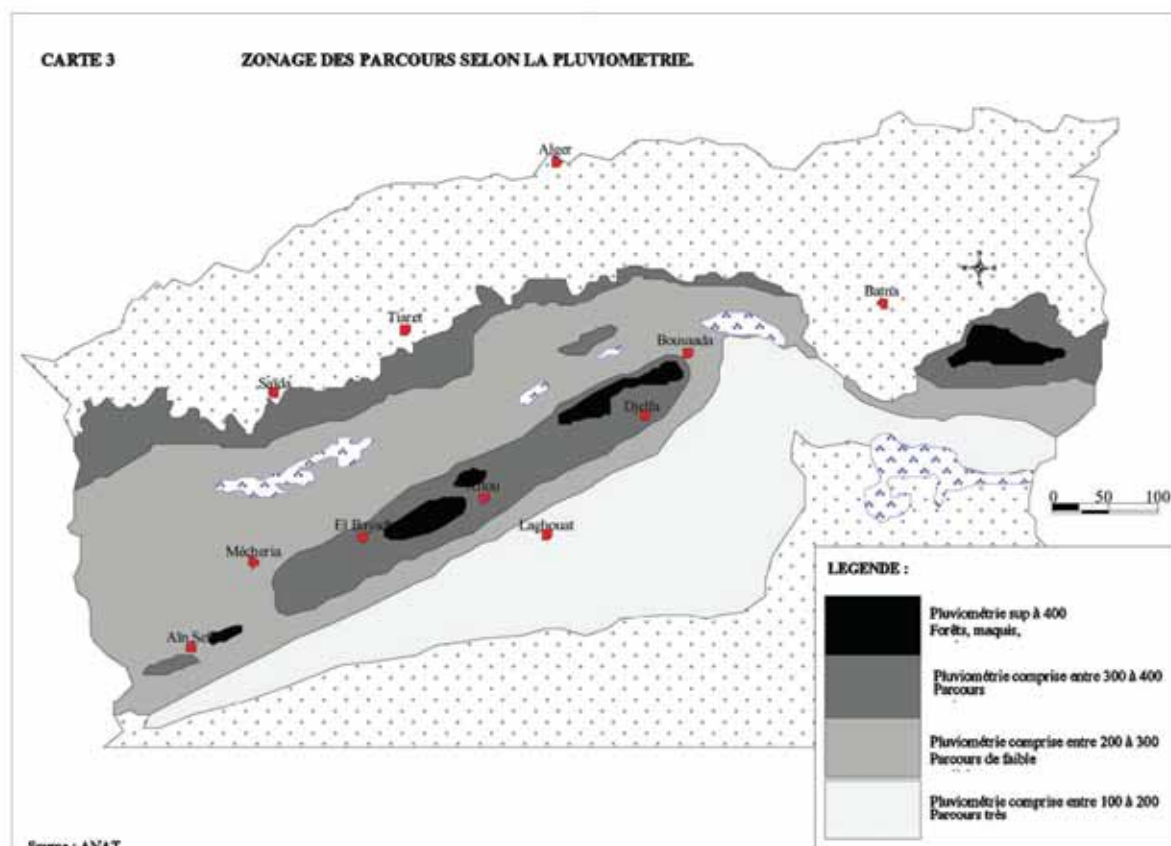 CARTE 3 ZONAGE DES PARCOURS SELON LA PLUVIOMETRIE.
Alger
Batna
Tiaret
Bousaada
Saïda
Djelfa
El Bayadh
Laghouat
Mécheria
0 50 100
LEGENDE :
Pluviométrie sup à 400
Forêts, maquis,
Pluviométrie comprise entre 300 à 400
Parcours
Pluviométrie comprise entre 200 à 300
Parcours de faible
Pluviométrie comprise entre 100 à 200
Parcours très
Aïn Sef
Source : ANAT